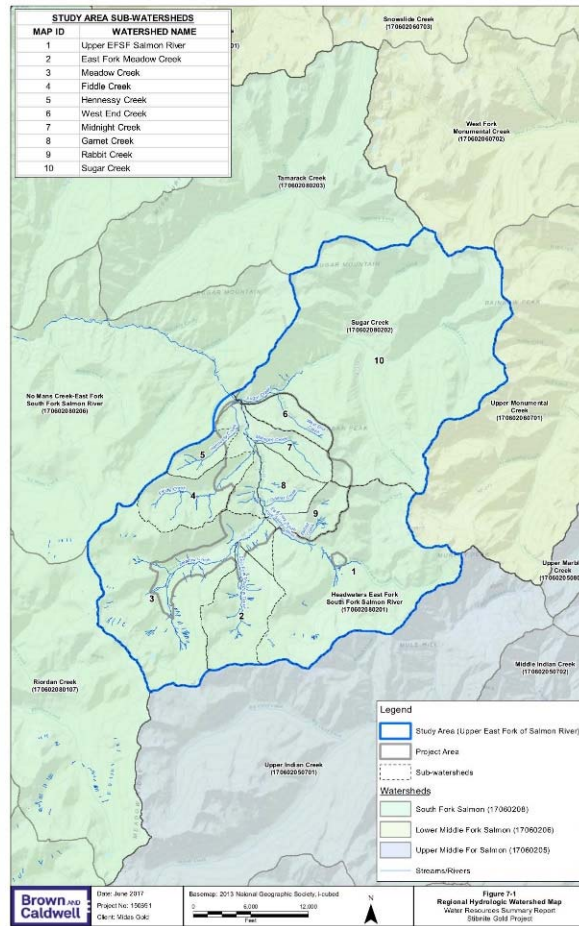 STUDY AREA SUB-WATERSHEDS
MAP ID WATERSHED NAME
1 Upper EFSF Salmon River
2 East Fork Meadow Creek
3 Meadow Creek
4 Fiddle Creek
5 Hennessy Creek
6 West End Creek
7 Midnight Creek
8 Garnet Creek
9 Rabbit Creek
10 Sugar Creek
Snowslide Creek
(170602060703)
West Fork
Monumental Creek
(170602060702)
Tamarack Creek
(170602080203)
SUGAR MOUNTAIN
Sugar Creek
(170602080202)
10
No Mans Creek-East Fork
South Fork Salmon River
(170602080206)
Upper Monumental
Creek
(170602060701)
6
7
5
8
4
9
1
Headwaters East Fork
South Fork Salmon River
(170602080201)
3
2
Upper Marble
Creek
Middle Indian Creek
(170602050702)
Riordan Creek
(170602080107)
Upper Indian Creek
(170602050701)
Legend
Study Area (Upper East Fork of Salmon River)
Project Area
Sub-watersheds
Watersheds
South Fork Salmon (17060208)
Lower Middle Fork Salmon (17060206)
Upper Middle For Salmon (17060205)
Streams/Rivers
Brown AND
Caldwell
Date: June 2017
Client: Midas Gold
Basemap: 2013 National Geographic Society, i-cubed
0 6,000 12,000
Feet
N
Figure 7-1
Regional Hydrologic Watershed Map
Water Resources Summary Report
Stibnite Gold Project